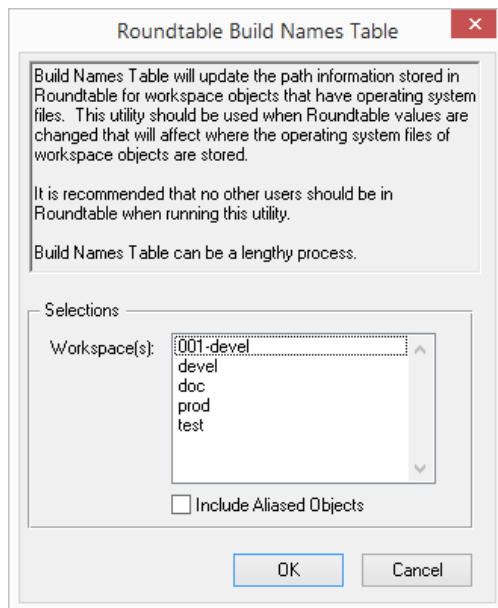 Roundtable Build Names Table
Build Names Table will update the path information stored in
Roundtable for workspace objects that have operating system
files. This utility should be used when Roundtable values are
changed that will affect where the operating system files of
workspace objects are stored.
It is recommended that no other users should be in
Roundtable when running this utility.
Build Names Table can be a lengthy process.
Selections
Workspace(s):
001-devel
devel
doc
prod
test
Include Aliased Objects
OK
Cancel